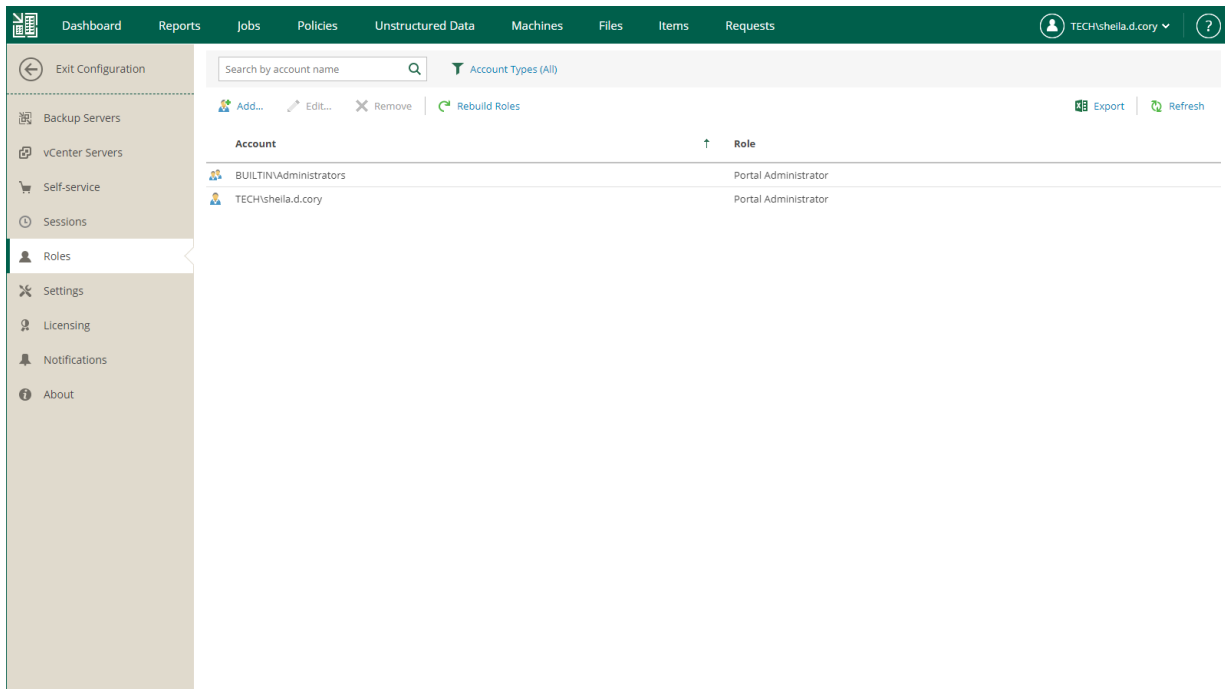 Dashboard Reports Jobs Policies Unstructured Data Machines Files Items Requests TECH\sheila.d.cory ?
Exit Configuration
Search by account name Account Types (All)
Add... Edit... Remove Rebuild Roles Export Refresh
Backup Servers
vCenter Servers
Self-service
Sessions
Roles
Settings
Licensing
Notifications
About
Account ↑ Role
BUILTIN\Administrators Portal Administrator
TECH\sheila.d.cory Portal Administrator